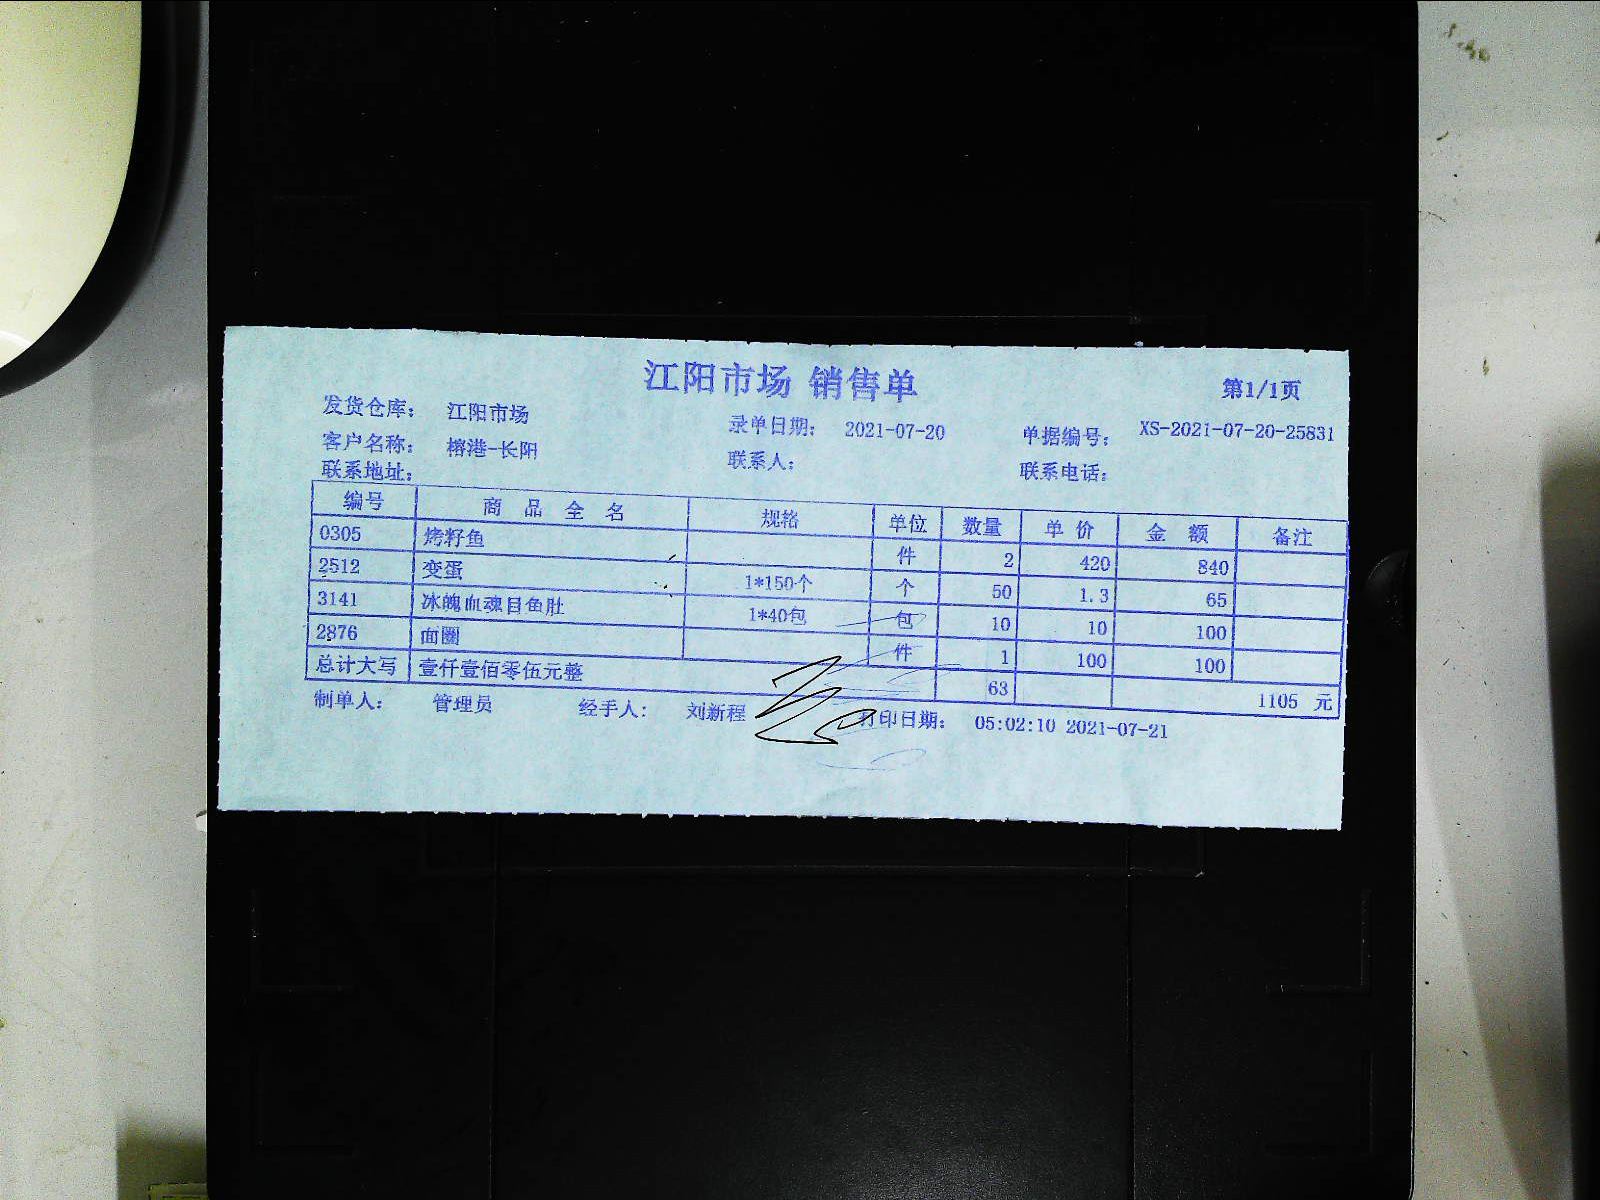 江阳市场 销售单
第1/1页
发货仓库: 江阳市场 录单日期: 2021-07-20 单据编号: XS-2021-07-20-25831
客户名称: 榕港-长阳 联系人: 联系电话:
联系地址:
编号 商品全名 规格 单位 数量 单价 金额 备注
0305 烤籽鱼 件 2 420 840
2512 变蛋 1*150个 个 50 1.3 65
3141 冰魄血魂目鱼肚 1*40包 包 10 10 100
2876 面圈 件 1 100 100
总计大写 壹仟壹佰零伍元整 63 1105 元
制单人: 管理员 经手人: 刘新程 打印日期: 05:02:10 2021-07-21